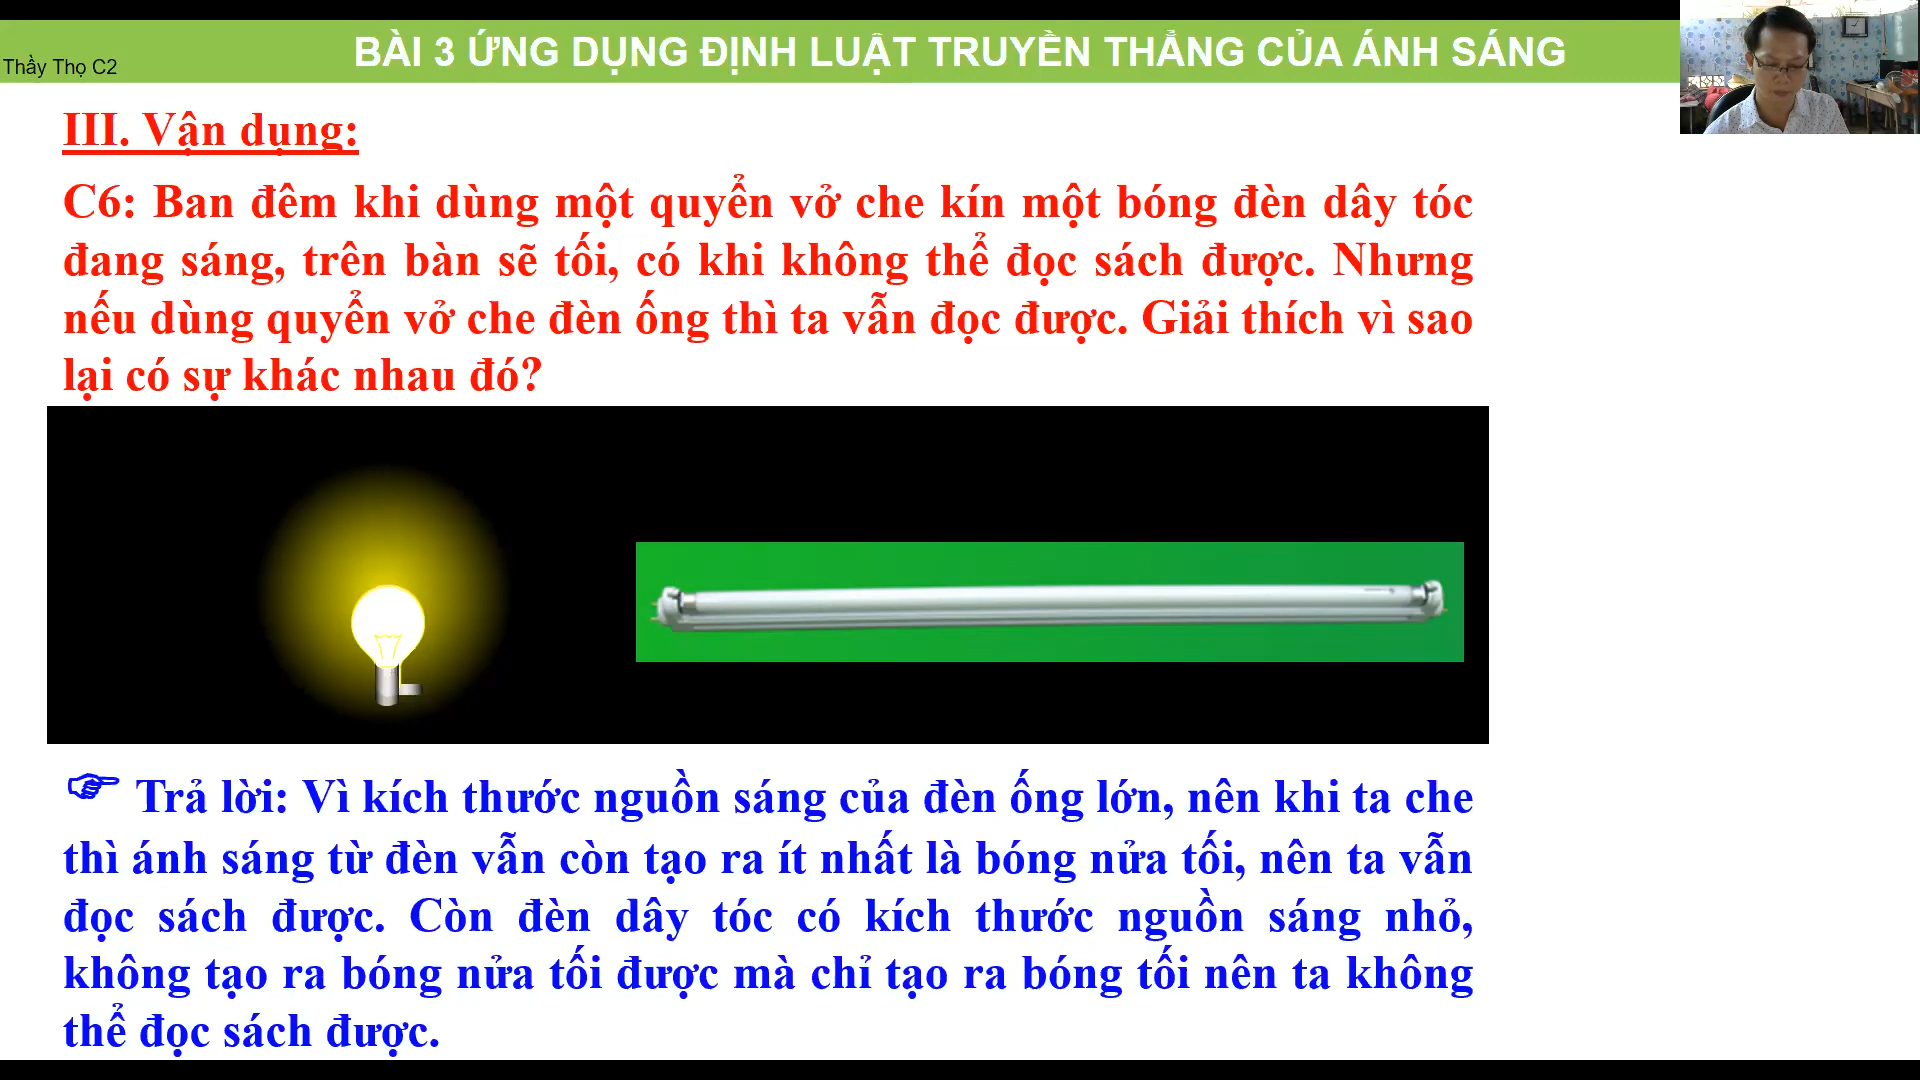 BÀI 3 ỨNG DỤNG ĐỊNH LUẬT TRUYỀN THẲNG CỦA ÁNH SÁNG
Thầy Thọ C2
III. Vận dụng:
C6: Ban đêm khi dùng một quyển vở che kín một bóng đèn dây tóc
đang sáng, trên bàn sẽ tối, có khi không thể đọc sách được. Nhưng
nếu dùng quyển vở che đèn ống thì ta vẫn đọc được. Giải thích vì sao
lại có sự khác nhau đó?
☞ Trả lời: Vì kích thước nguồn sáng của đèn ống lớn, nên khi ta che
thì ánh sáng từ đèn vẫn còn tạo ra ít nhất là bóng nửa tối, nên ta vẫn
đọc sách được. Còn đèn dây tóc có kích thước nguồn sáng nhỏ,
không tạo ra bóng nửa tối được mà chỉ tạo ra bóng tối nên ta không
thể đọc sách được.